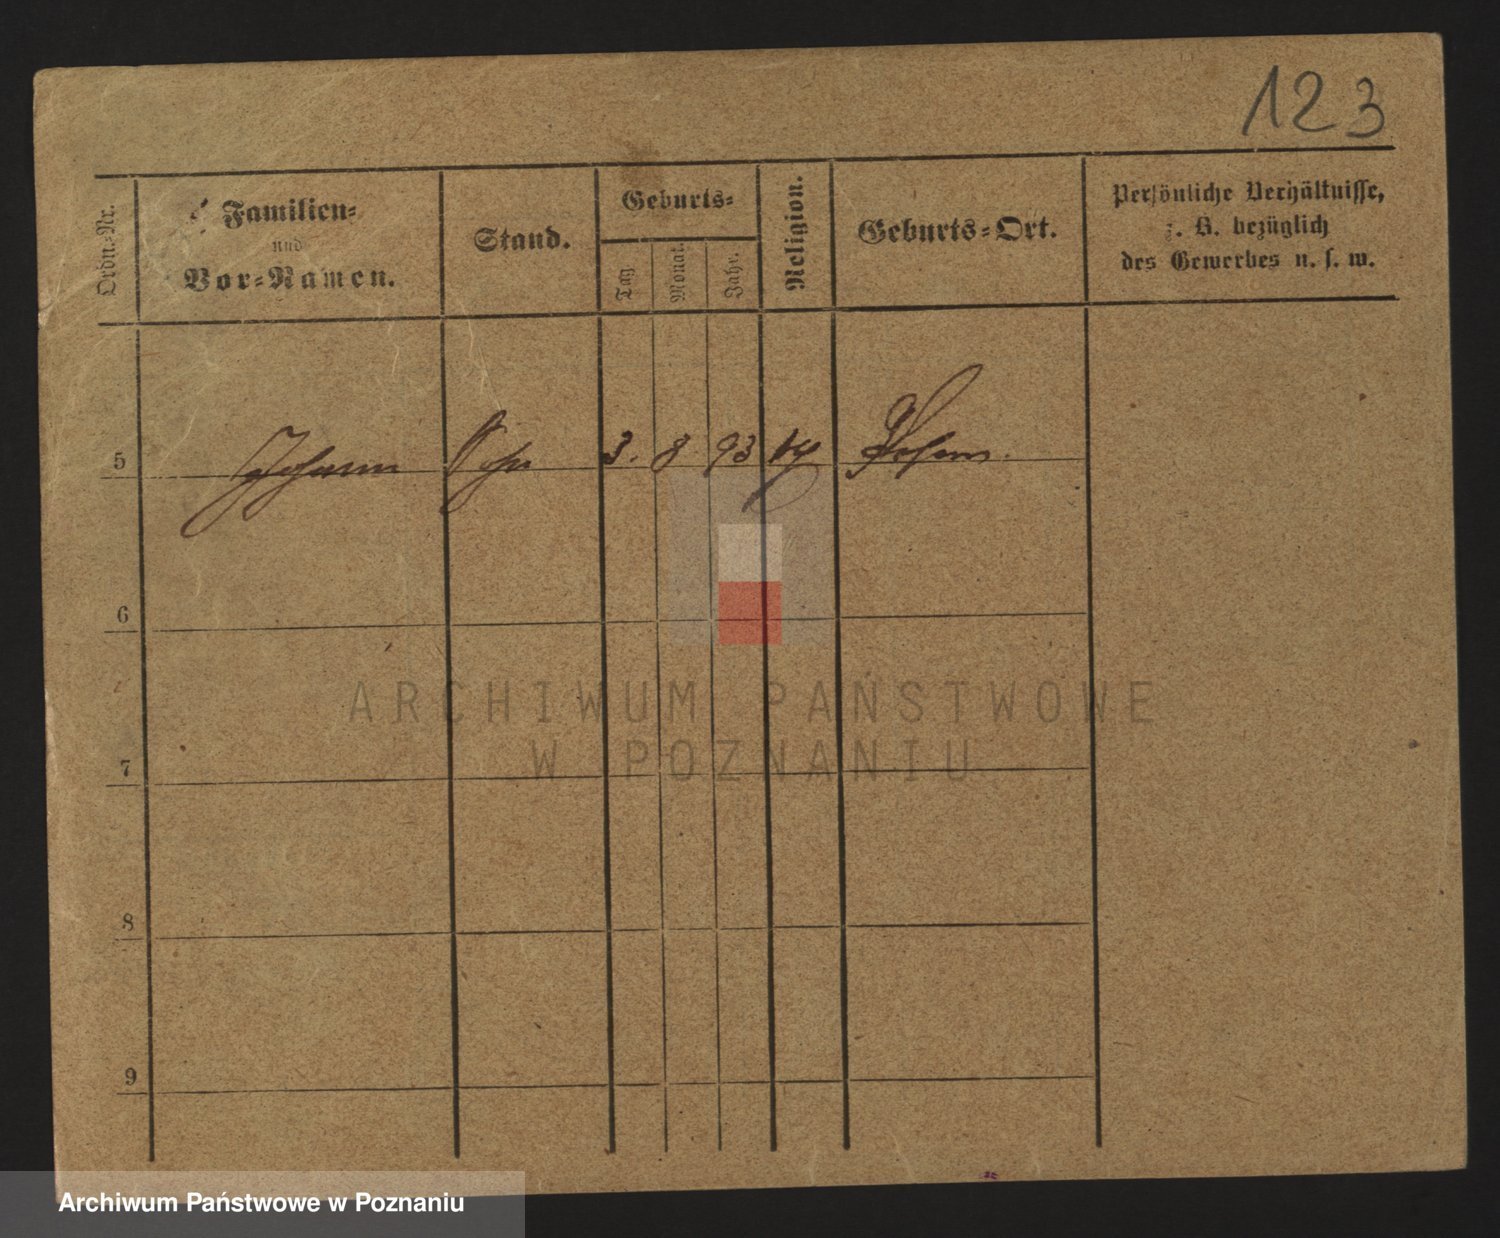 123
Ordn.-Nr.
Familien-
und
Vor-Namen.
Stand.
Geburts-
Tag
Monat.
Jahr.
Religion.
Geburts-Ort.
Persönliche Verhältnisse,
z. B. bezüglich
des Gewerbes u. s. w.
5 Johann 3. 8 93 Posen.
6
ARCHIWUM PAŃSTWOWE
W POZNANIU
7
8
9
Archiwum Państwowe w Poznaniu